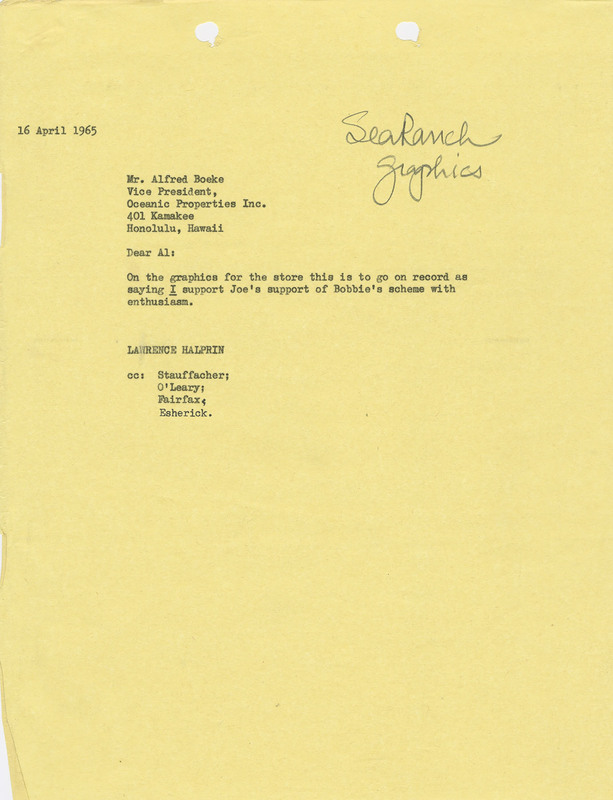 16 April 1965
SeaRanch
graphics
Mr. Alfred Boeke
Vice President,
Oceanic Properties Inc.
401 Kamakee
Honolulu, Hawaii
Dear Al:
On the graphics for the store this is to go on record as
saying I support Joe's support of Bobbie's scheme with
enthusiasm.
LAWRENCE HALPRIN
cc: Stauffacher;
O'Leary;
Fairfax;
Esherick.